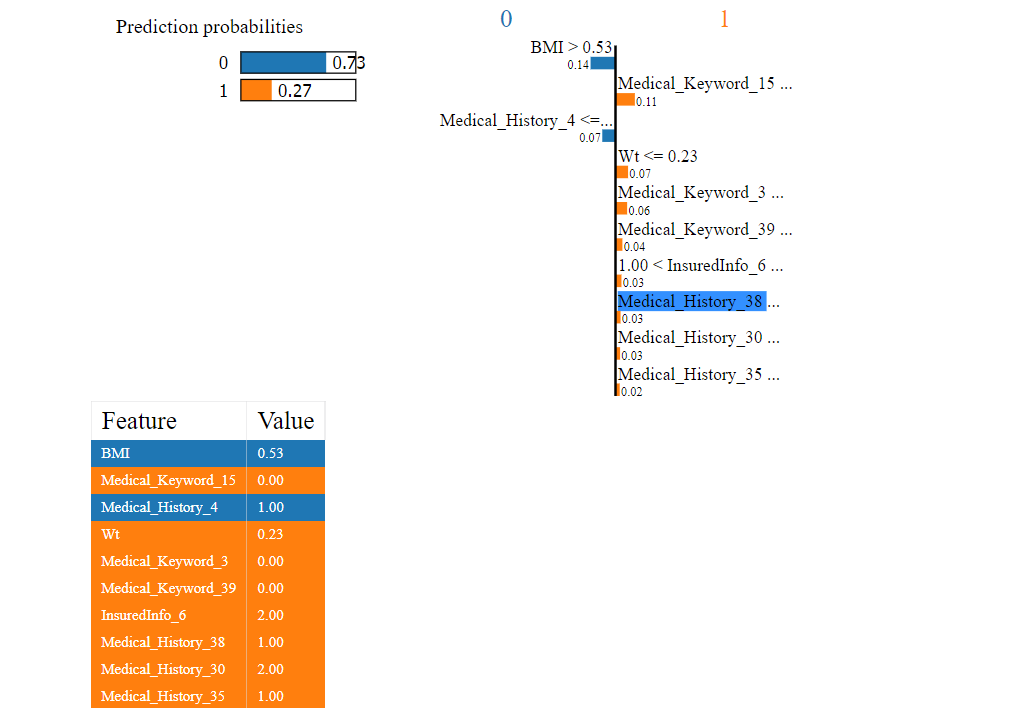 Prediction probabilities
0 0.73
1 0.27
0 1
BMI > 0.53
0.14
Medical_Keyword_15 ...
0.11
Medical_History_4 <=...
0.07
Wt <= 0.23
0.07
Medical_Keyword_3 ...
0.06
Medical_Keyword_39 ...
0.04
1.00 < InsuredInfo_6 ...
0.03
Medical_History_38 ...
0.03
Medical_History_30 ...
0.03
Medical_History_35 ...
0.02
Feature Value
BMI 0.53
Medical_Keyword_15 0.00
Medical_History_4 1.00
Wt 0.23
Medical_Keyword_3 0.00
Medical_Keyword_39 0.00
InsuredInfo_6 2.00
Medical_History_38 1.00
Medical_History_30 2.00
Medical_History_35 1.00